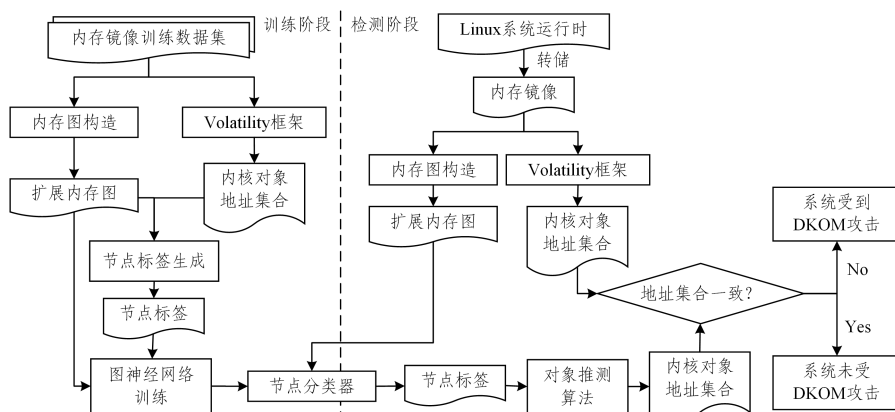 训练阶段
检测阶段
内存镜像训练数据集
内存图构造
Volatility框架
扩展内存图
内核对象
地址集合
节点标签生成
节点标签
图神经网络
训练
Linux系统运行时
转储
内存镜像
内存图构造
Volatility框架
扩展内存图
内核对象
地址集合
地址集合一致?
系统受到
DKOM攻击
No
Yes
系统未受
DKOM攻击
节点分类器
节点标签
对象推测
算法
内核对象
地址集合